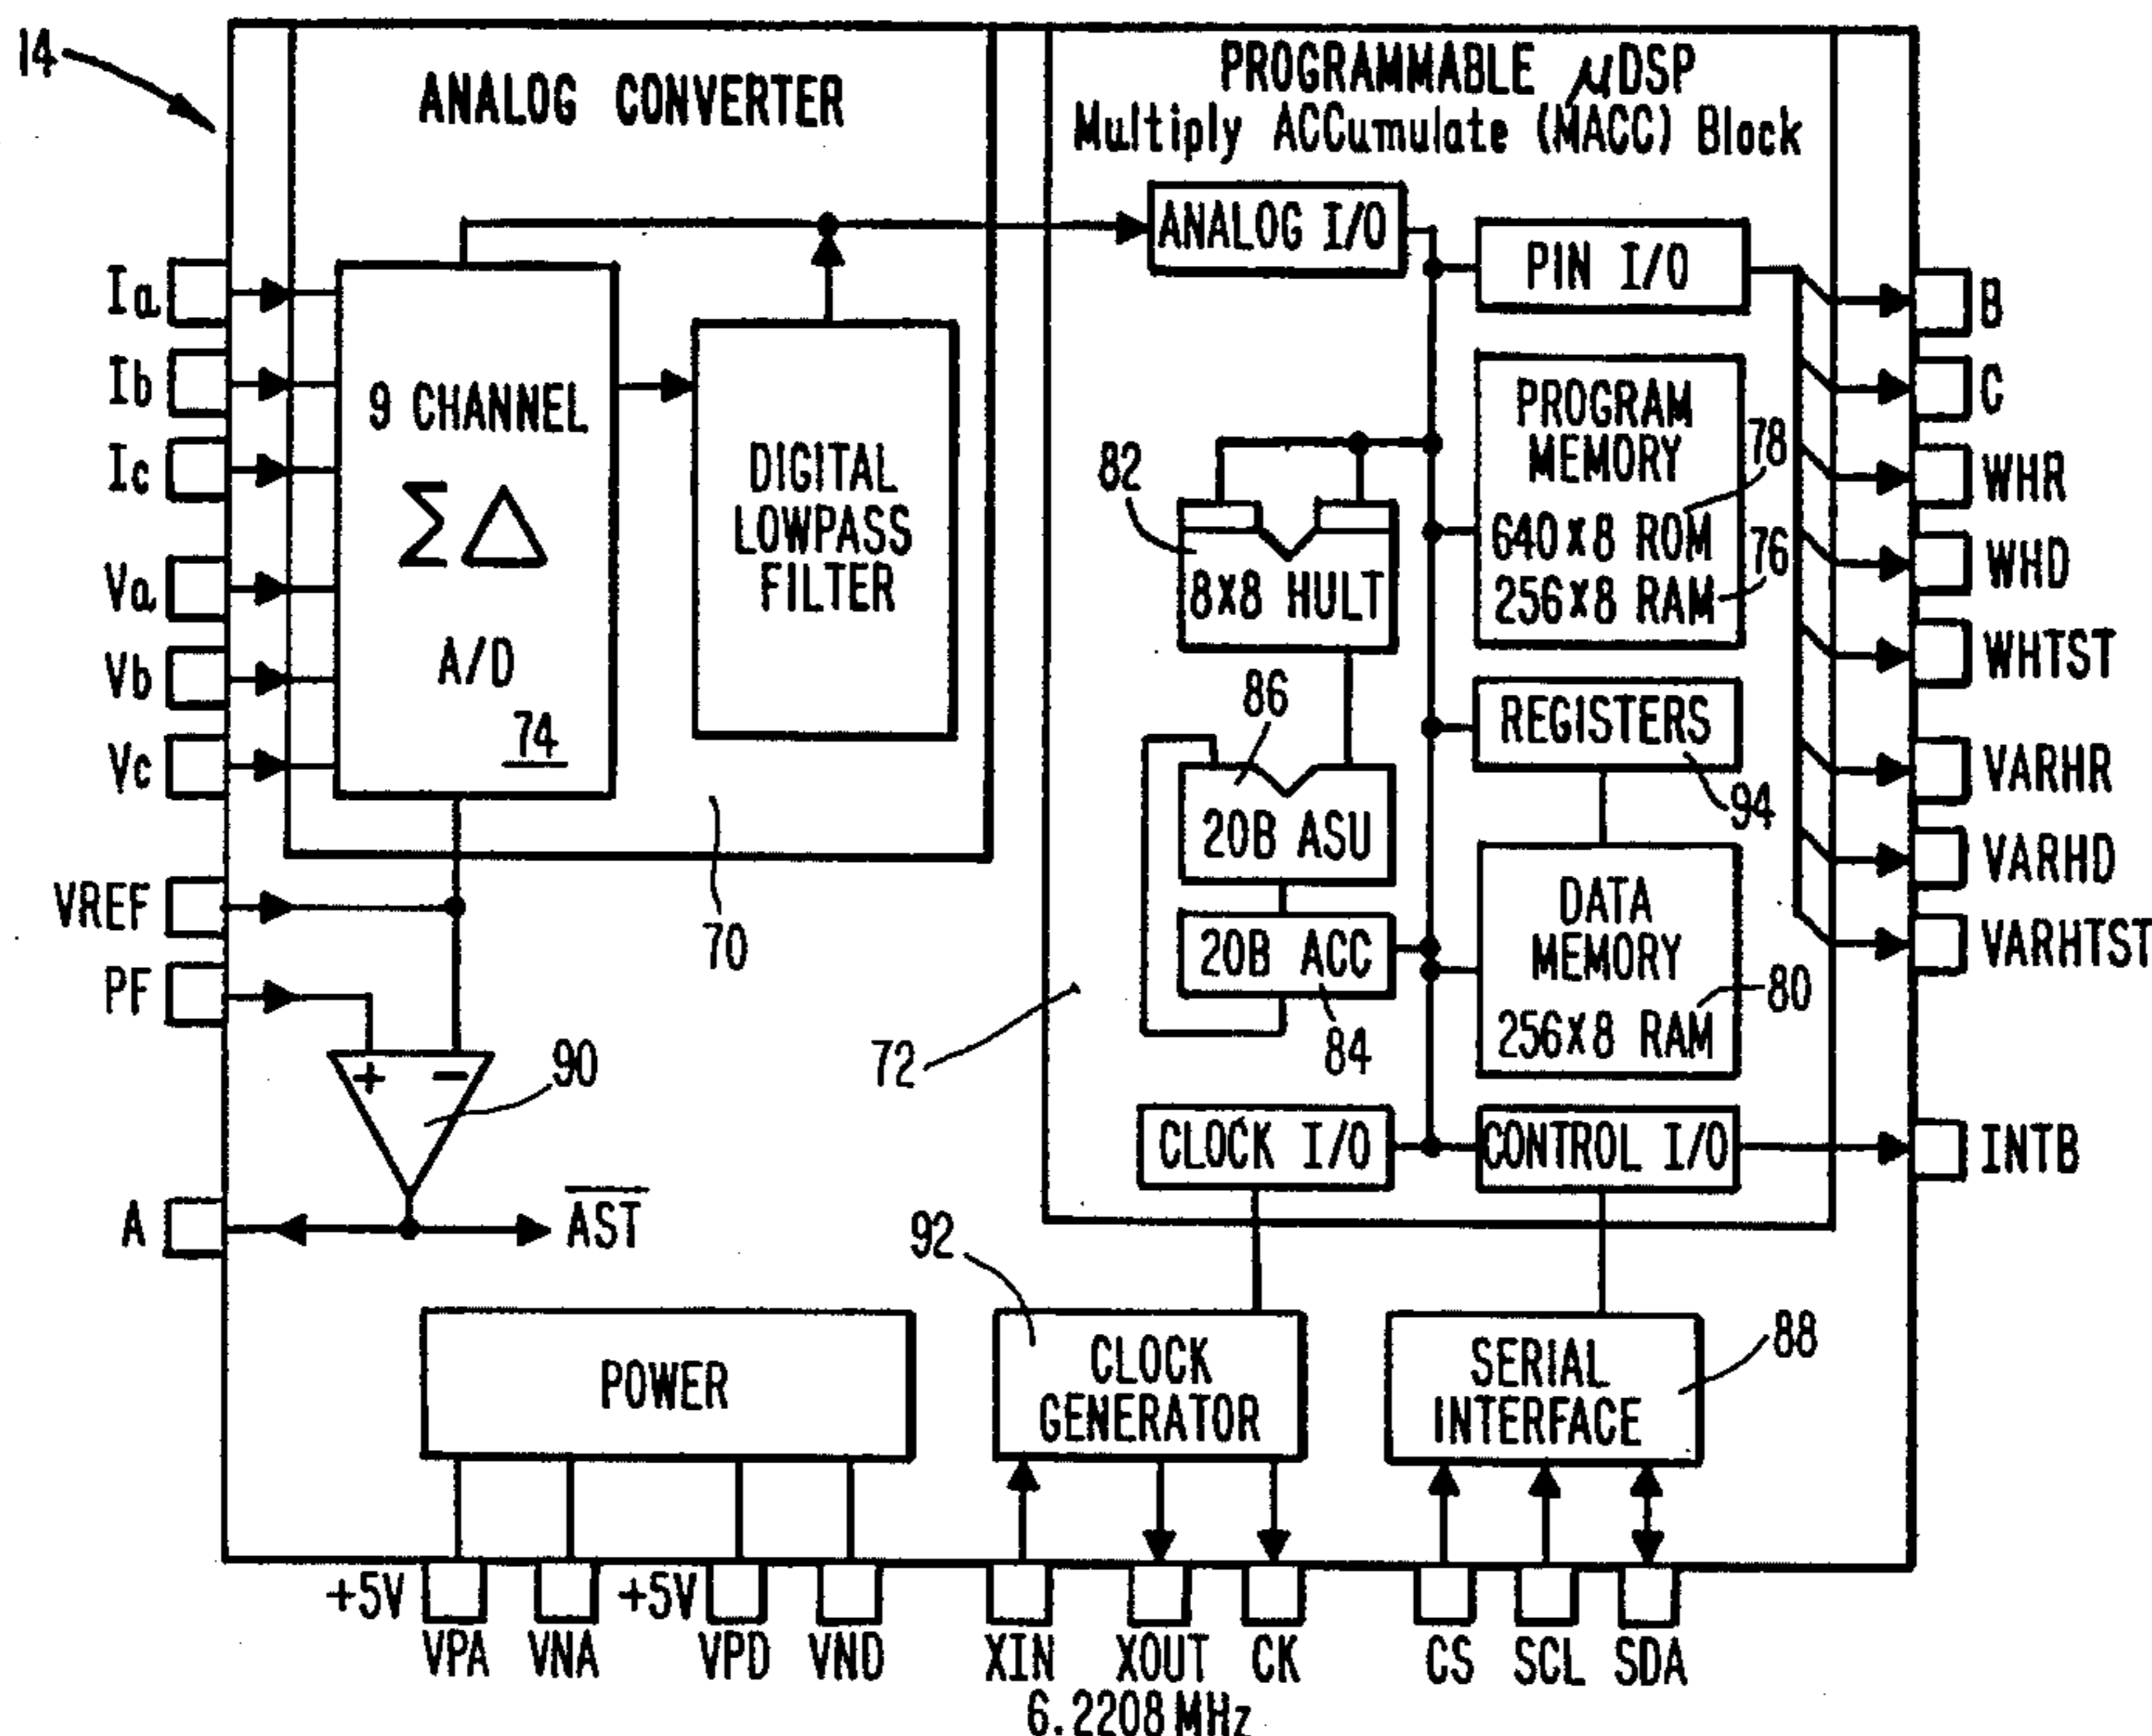 14
ANALOG CONVERTER
PROGRAMMABLE μDSP
Multiply ACCumulate (MACC) Block
ANALOG I/O
PIN I/O
Ia
Ib
Ic
Va
Vb
Vc
VREF
PF
A
9 CHANNEL
ΣΔ
A/D
74
DIGITAL
LOWPASS
FILTER
70
+ −
90
AST
PROGRAM
MEMORY
78
640X8 ROM
76
256X8 RAM
82
8X8 HULT
86
20B ASU
20B ACC
84
72
REGISTERS
94
DATA
MEMORY
80
256X8 RAM
CLOCK I/O
CONTROL I/O
B
C
WHR
WHD
WHTST
VARHR
VARHD
VARHTST
INTB
POWER
92
CLOCK
GENERATOR
SERIAL
INTERFACE
88
+5V
VPA
VNA
+5V
VPD
VND
XIN
XOUT
CK
6.2208 MHz
CS
SCL
SDA